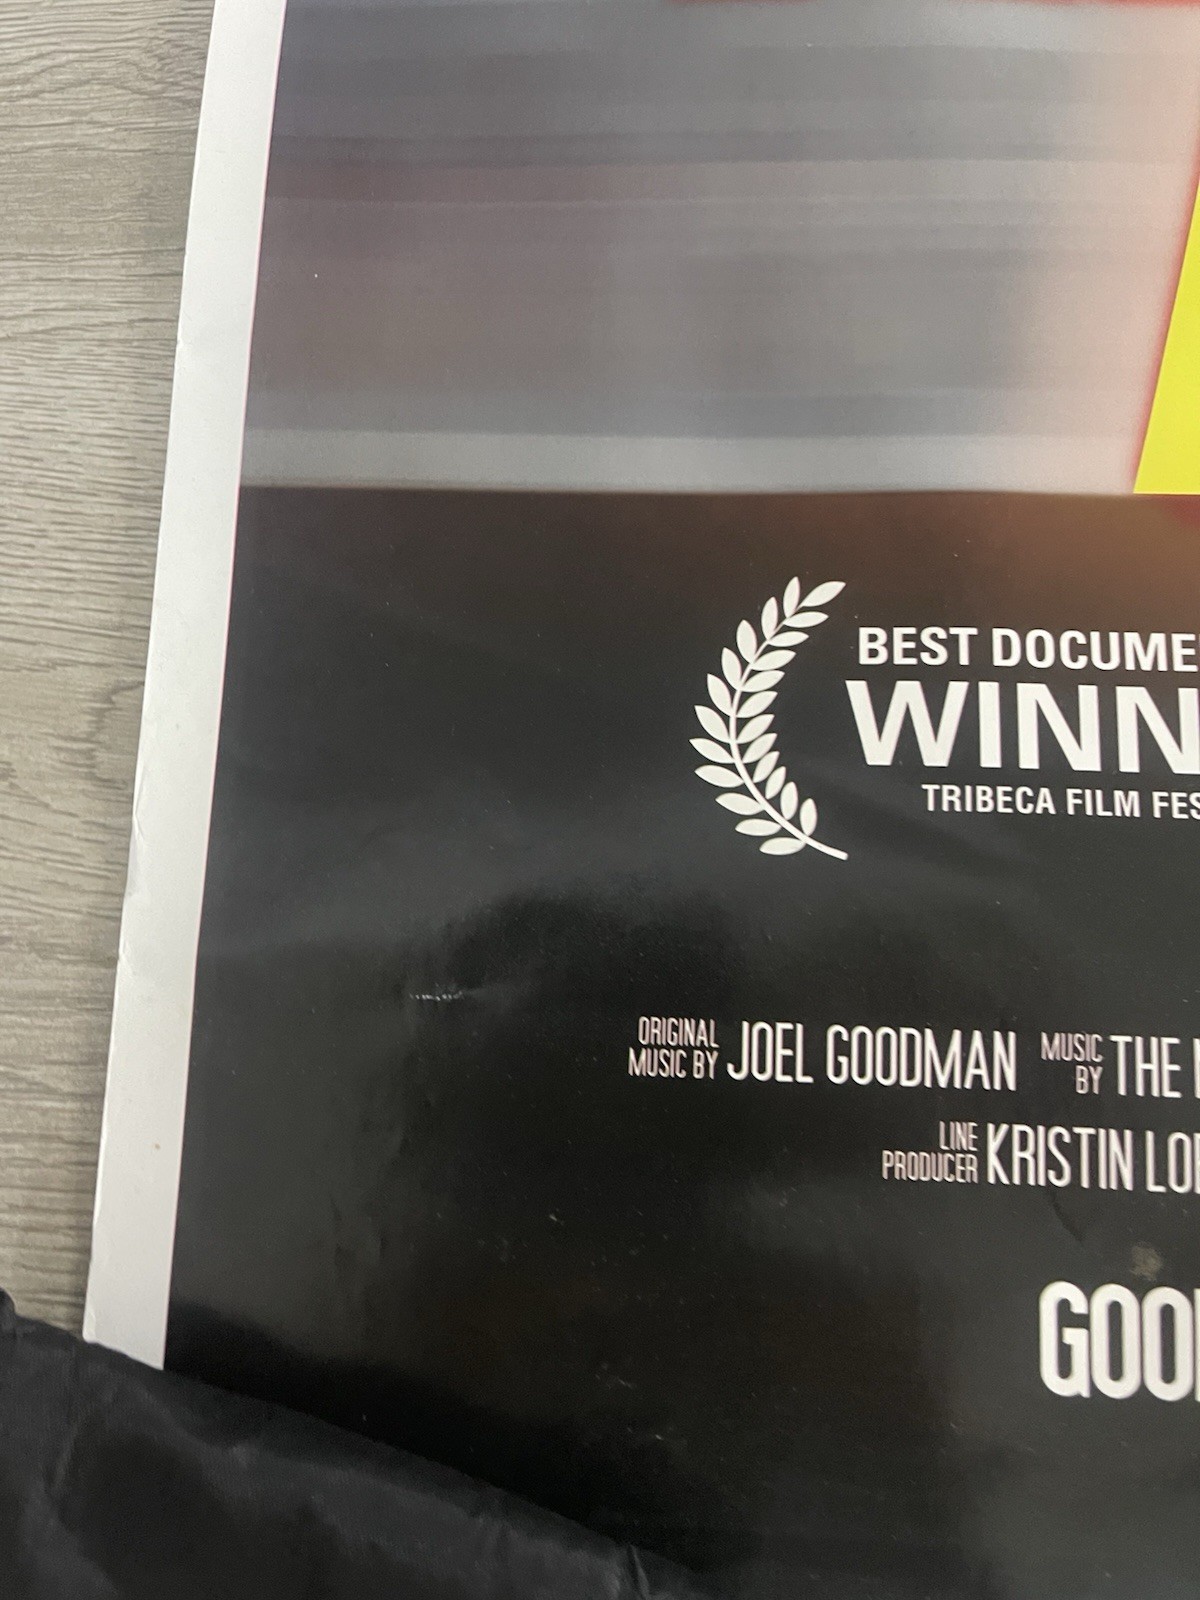 BEST DOCUME
WINN
TRIBECA FILM FES
ORIGINAL MUSIC BY JOEL GOODMAN MUSIC BY THE
LINE PRODUCER KRISTIN LO
GOO